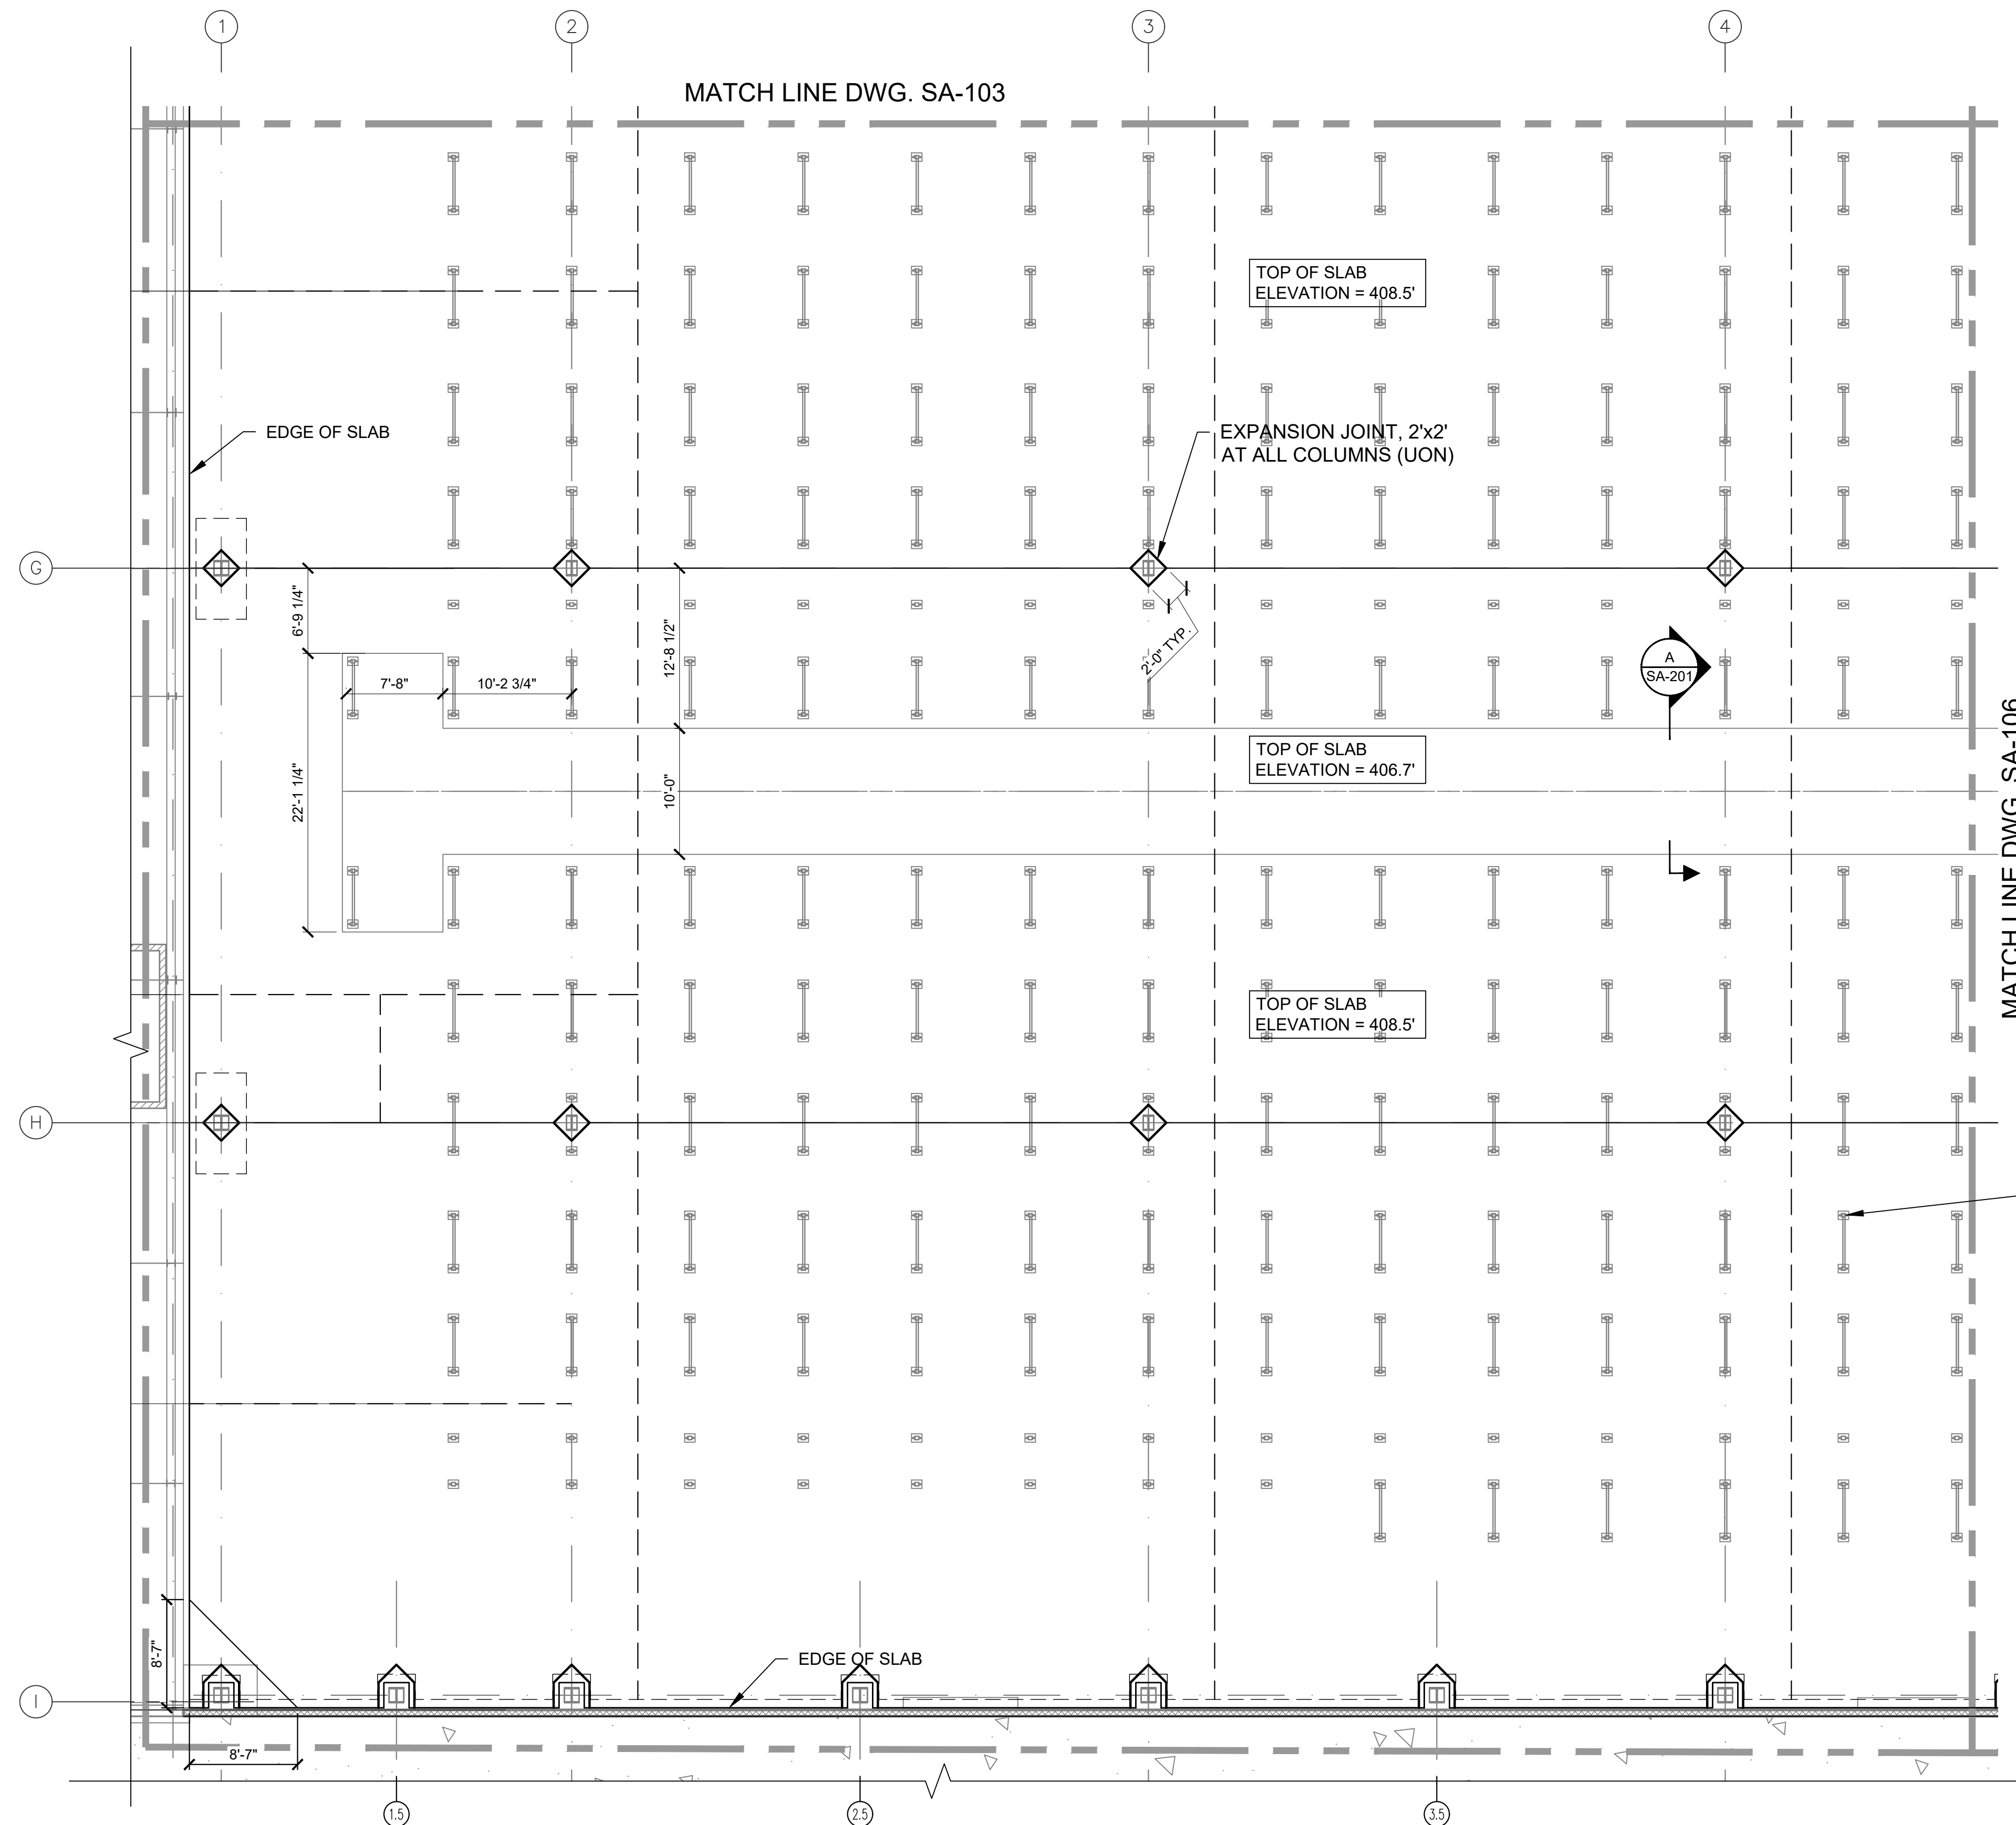 1
2
3
4
MATCH LINE DWG. SA-103
TOP OF SLAB
ELEVATION = 408.5'
EDGE OF SLAB
EXPANSION JOINT, 2'x2'
AT ALL COLUMNS (UON)
G
6'-9 1/4"
12'-8 1/2"
2'-0" TYP.
A
SA-201
7'-8"
10'-2 3/4"
MATCH LINE DWG. SA-106
TOP OF SLAB
ELEVATION = 406.7'
22'-1 1/4"
10'-0"
TOP OF SLAB
ELEVATION = 408.5'
H
8'-7"
EDGE OF SLAB
I
8'-7"
1.5
2.5
3.5